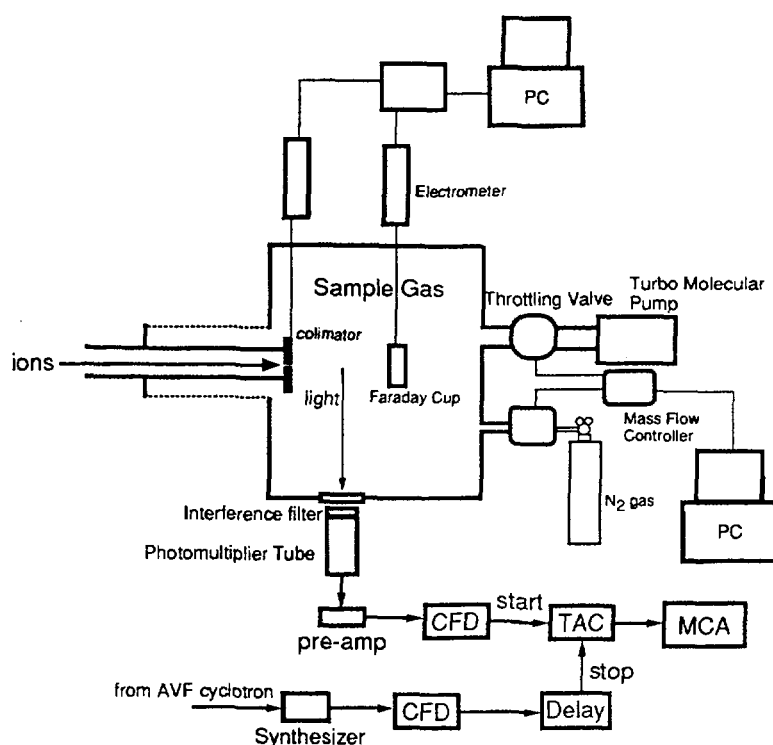 PC
Electrometer
Sample Gas
Throttling Valve
Turbo Molecular
Pump
colimator
ions
light
Faraday Cup
Mass Flow
Controller
N2 gas
PC
Interference filter
Photomultiplier Tube
pre-amp
CFD
start
TAC
MCA
stop
from AVF cyclotron
Synthesizer
CFD
Delay